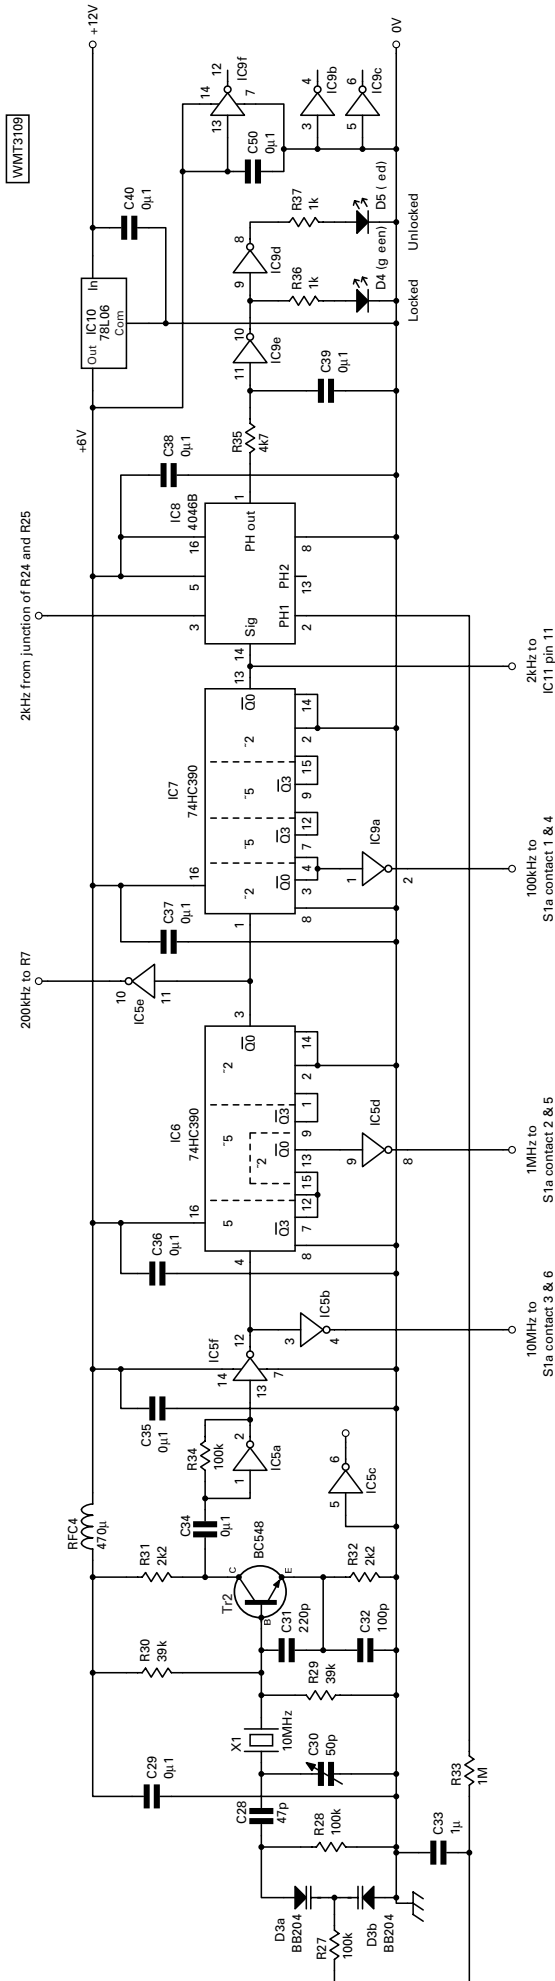 WMT3109
2kHz from junction of R24 and R25
200kHz to R7
+12V
+6V
0V
D3a
BB204
R27
100k
D3b
BB204
R28
100k
C28
47p
C29
0µ1
C33
1µ
R33
1M
X1
10MHz
C30
50p
R30
39k
R29
39k
C31
220p
C32
100p
Tr2
BC548
B
C
E
R31
2k2
R32
2k2
RFC4
470µ
C34
0µ1
R34
100k
1
2
IC5a
5
6
IC5c
C35
0µ1
14
13
12
7
IC5f
3
4
IC5b
10MHz to
S1a contact 3 & 6
C36
0µ1
IC6
74HC390
16
4
5
¯5
¯2
¯2
Q3
Q0
Q3
Q0
8
7
12
15
13
9
1
2
14
3
9
8
IC5d
1MHz to
S1a contact 2 & 5
11
10
IC5e
C37
0µ1
IC7
74HC390
16
1
¯2
¯5
¯5
¯2
Q0
Q3
Q3
Q0
8
3
4
7
12
9
15
2
14
13
1
2
IC9a
100kHz to
S1a contact 1 & 4
2kHz to
IC11 pin 11
IC8
4046B
3
5
16
14
Sig
PH out
PH1
PH2
2
13
8
1
C38
0µ1
R35
4k7
C39
0µ1
11
10
IC9e
9
8
IC9d
R36
1k
R37
1k
D4 (g een)
D5 ( ed)
Locked
Unlocked
Out
In
IC10
78L06
Com
C40
0µ1
C50
0µ1
14
13
12
7
IC9f
3
4
IC9b
5
6
IC9c